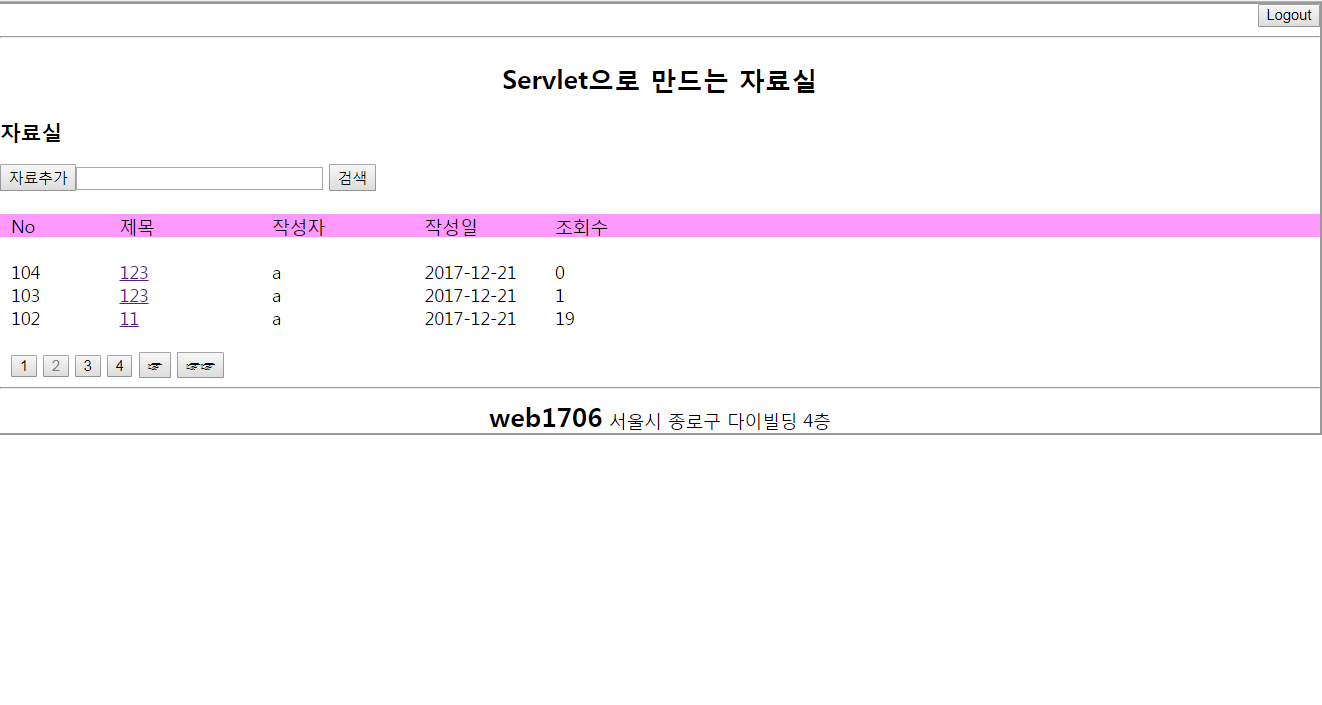 Logout
Servlet으로 만드는 자료실
자료실
자료추가 검색
No 제목 작성자 작성일 조회수
104 123 a 2017-12-21 0
103 123 a 2017-12-21 1
102 11 a 2017-12-21 19
1 2 3 4 ☞ ☞☞
web1706 서울시 종로구 다이빌딩 4층